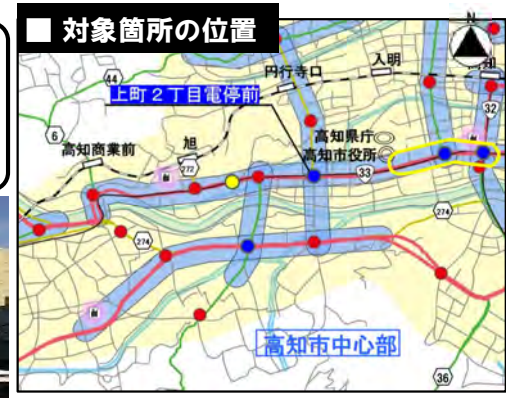 ■ 対象箇所の位置
N
44
円行寺口
入明
知
上町2丁目電停前
32
6
高知商業前
旭
272
高知県庁
高知市役所
33
274
274
高知市中心部
36